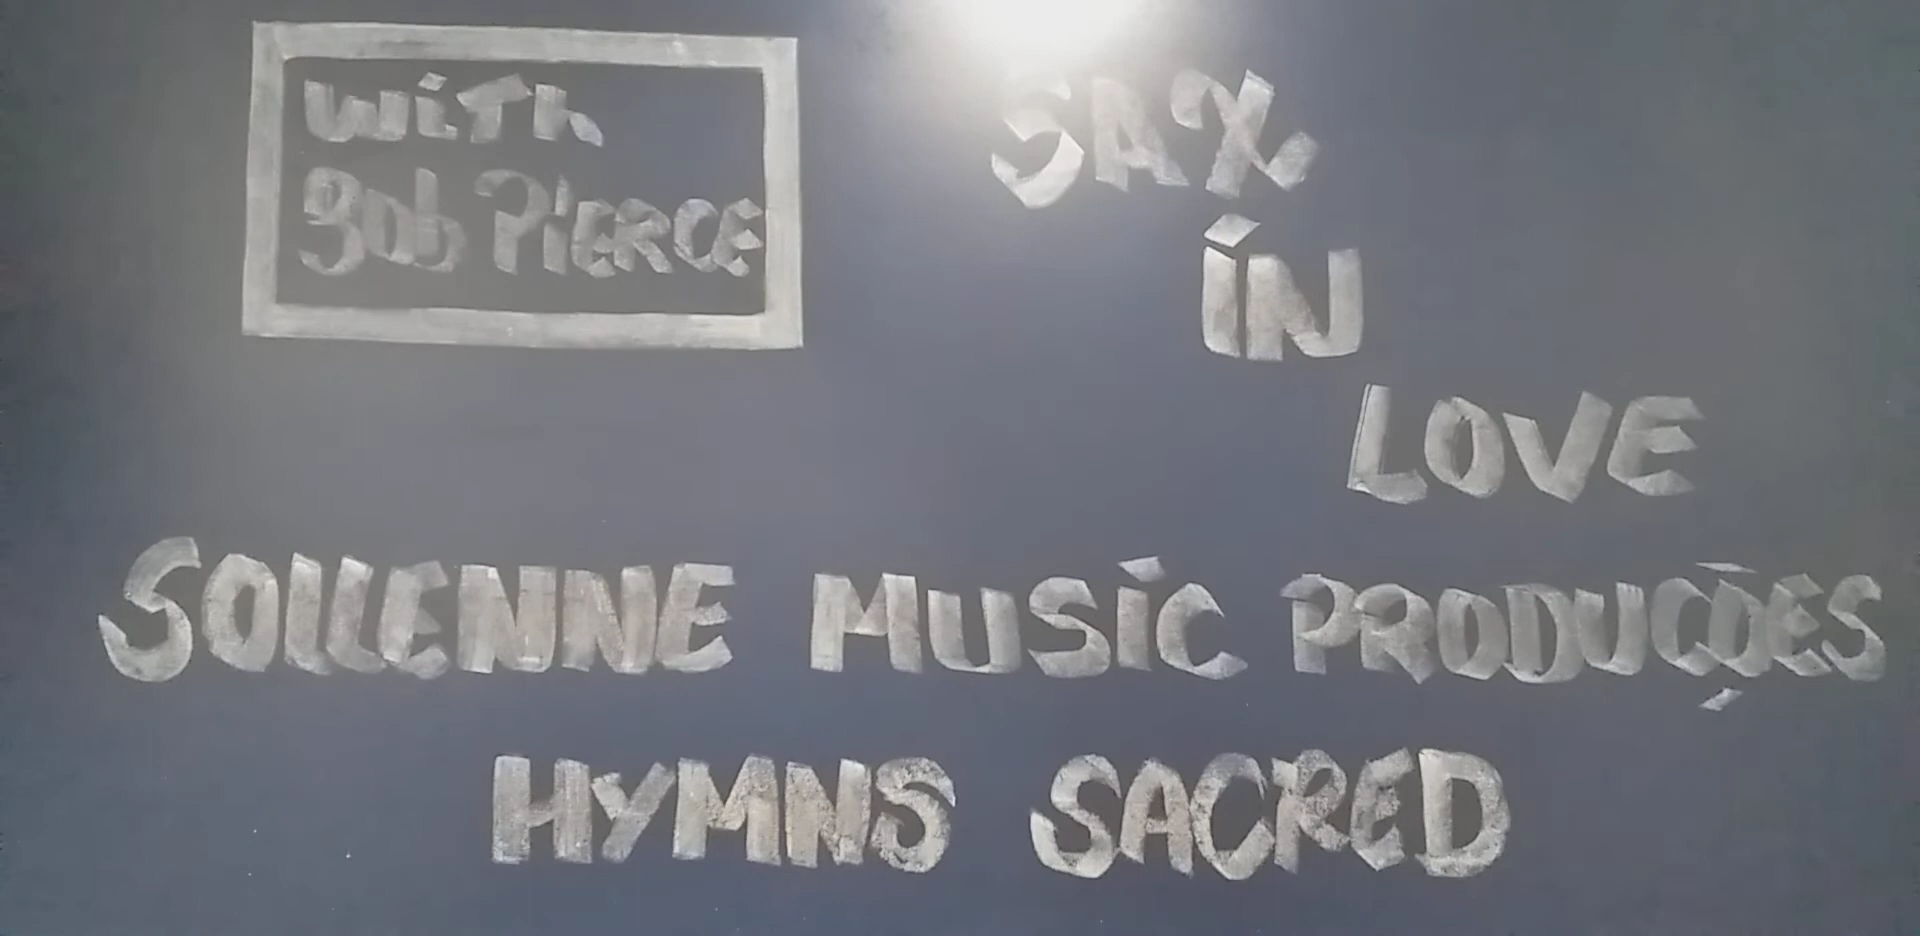 with
Bob PiERCE
SAX
iN
LOVE
SOLLENNE MUSiC PRODUÇÕES
HYMNS SACRED